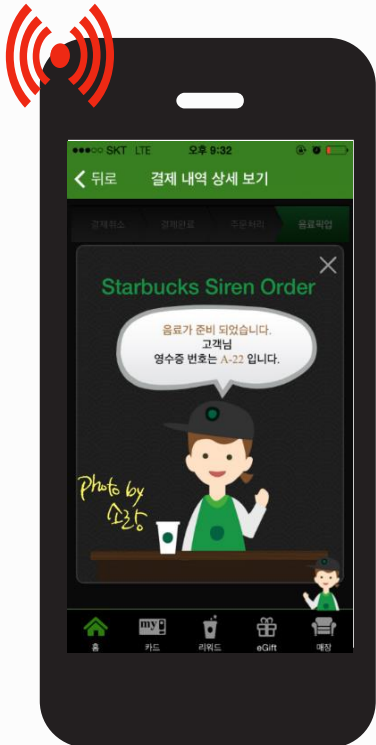 SKT LTE 오후 9:32
뒤로 결제 내역 상세 보기
결제취소 결제완료 주문처리 음료픽업
Starbucks Siren Order
음료가 준비 되었습니다.
고객님
영수증 번호는 A-22 입니다.
Photo by
소랑
my
홈 카드 리워드 eGift 매장